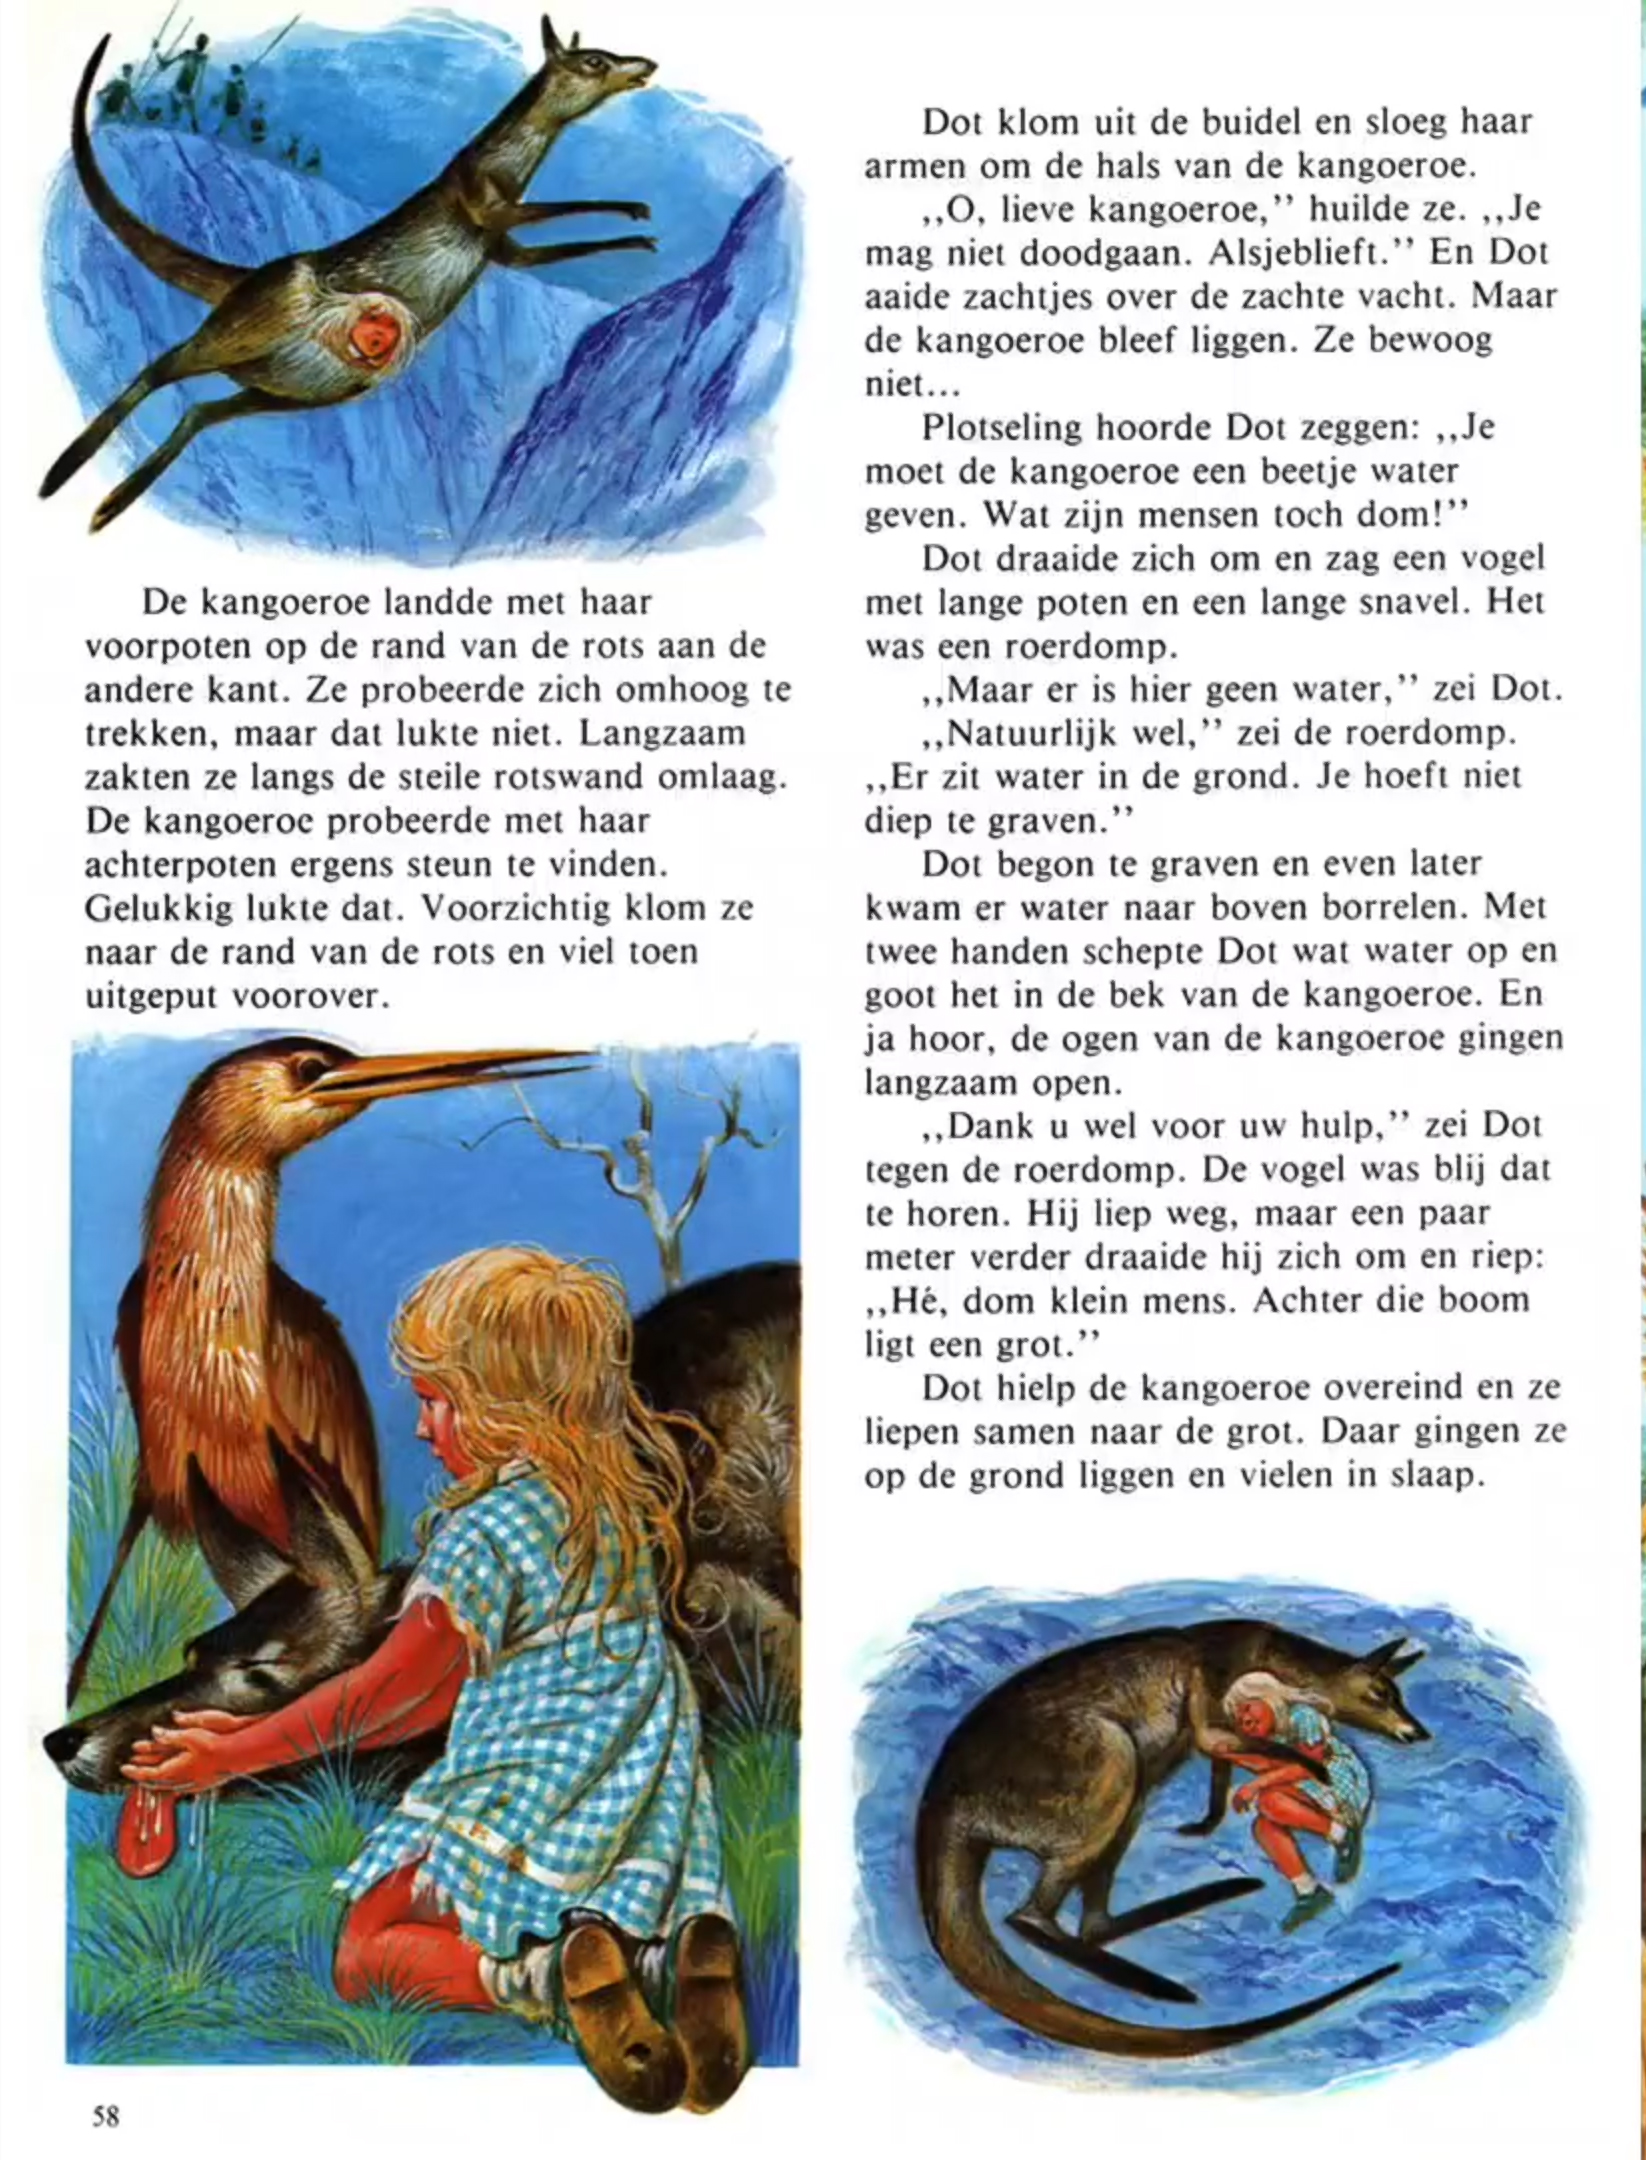 De kangoeroe landde met haar
voorpoten op de rand van de rots aan de
andere kant. Ze probeerde zich omhoog te
trekken, maar dat lukte niet. Langzaam
zakten ze langs de steile rotswand omlaag.
De kangoeroe probeerde met haar
achterpoten ergens steun te vinden.
Gelukkig lukte dat. Voorzichtig klom ze
naar de rand van de rots en viel toen
uitgeput voorover.
Dot klom uit de buidel en sloeg haar
armen om de hals van de kangoeroe.
,,O, lieve kangoeroe,'' huilde ze. ,,Je
mag niet doodgaan. Alsjeblieft.'' En Dot
aaide zachtjes over de zachte vacht. Maar
de kangoeroe bleef liggen. Ze bewoog
niet...
Plotseling hoorde Dot zeggen: ,,Je
moet de kangoeroe een beetje water
geven. Wat zijn mensen toch dom!''
Dot draaide zich om en zag een vogel
met lange poten en een lange snavel. Het
was een roerdomp.
,,Maar er is hier geen water,'' zei Dot.
,,Natuurlijk wel,'' zei de roerdomp.
,,Er zit water in de grond. Je hoeft niet
diep te graven.''
Dot begon te graven en even later
kwam er water naar boven borrelen. Met
twee handen schepte Dot wat water op en
goot het in de bek van de kangoeroe. En
ja hoor, de ogen van de kangoeroe gingen
langzaam open.
,,Dank u wel voor uw hulp,'' zei Dot
tegen de roerdomp. De vogel was blij dat
te horen. Hij liep weg, maar een paar
meter verder draaide hij zich om en riep:
,,Hé, dom klein mens. Achter die boom
ligt een grot.''
Dot hielp de kangoeroe overeind en ze
liepen samen naar de grot. Daar gingen ze
op de grond liggen en vielen in slaap.
58